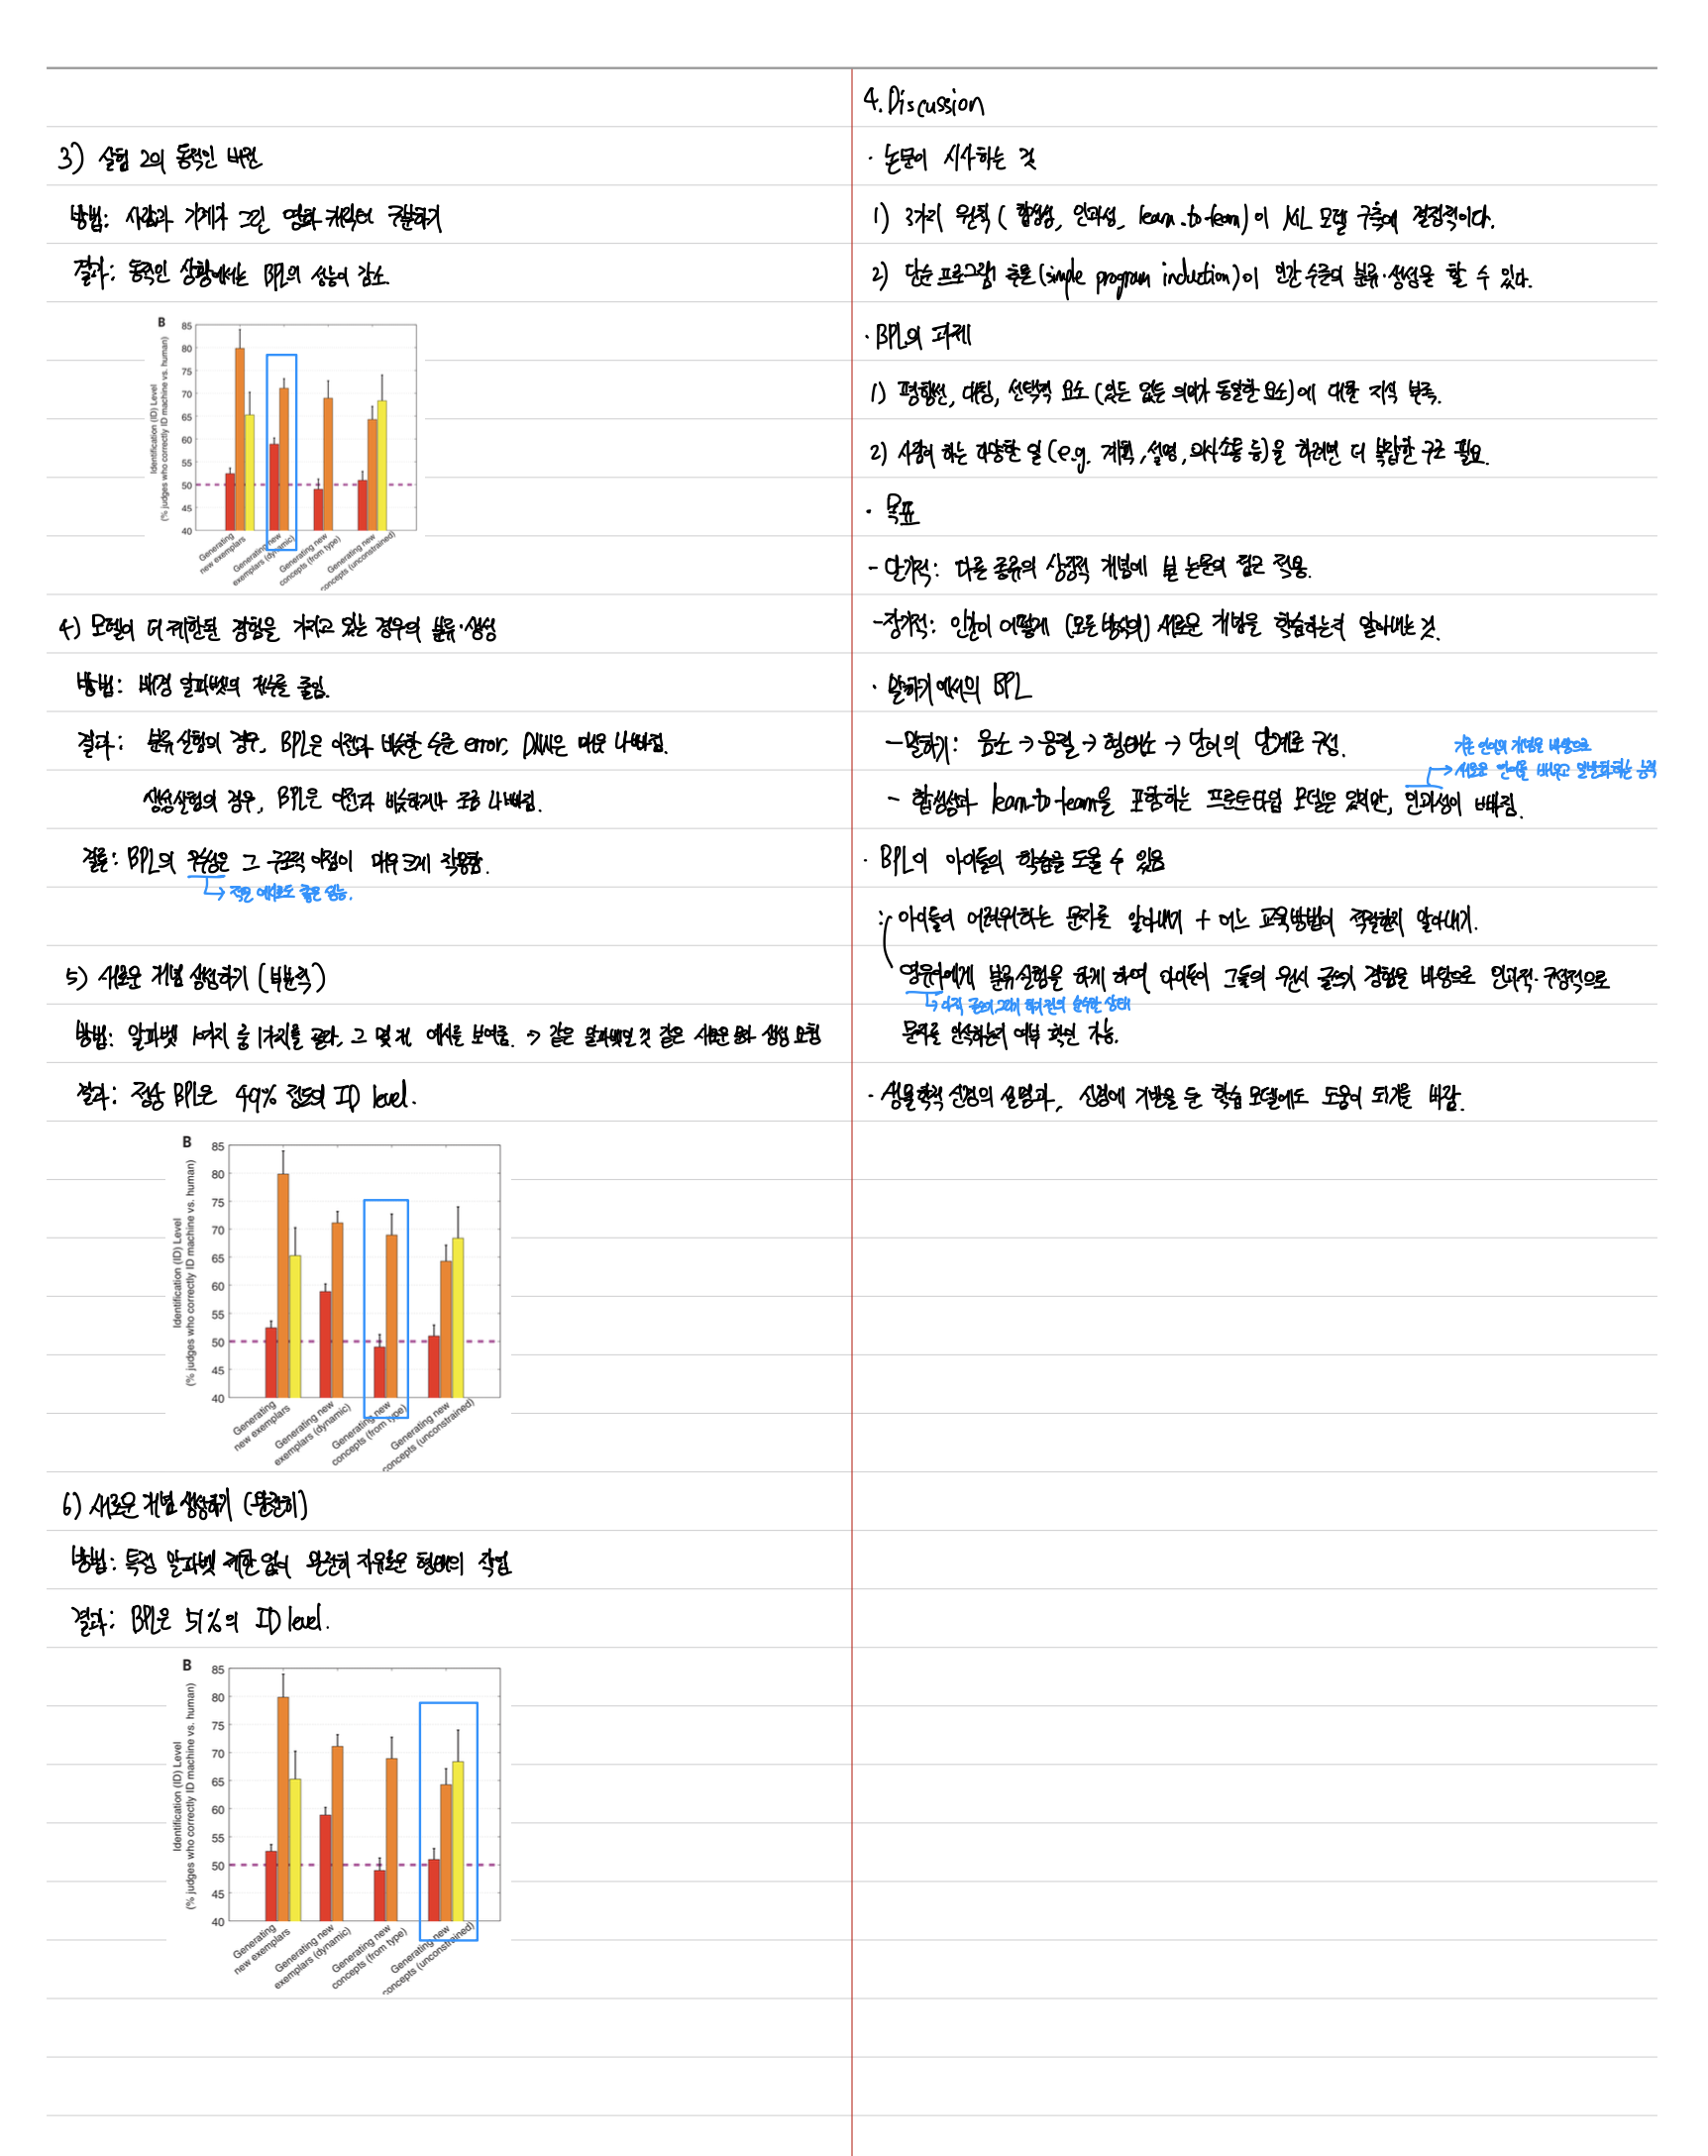 3) 실험 2의 동적인 버전
방법: 사람과 기계가 그린 영화 캐릭터 구분하기
결과: 동적인 상황에서는 BPL의 성능이 감소.
B
Identification (ID) Level
(% judges who correctly ID machine vs. human)
85
80
75
70
65
60
55
50
45
40
Generating
new exemplars
Generating new
exemplars (dynamic)
Generating new
concepts (from type)
Generating new
concepts (unconstrained)
4) 모델이 더 제한된 경험을 가지고 있는 경우의 분류·생성
방법: 배경 알파벳의 개수를 줄임.
결과: 분류 실험의 경우, BPL은 이전과 비슷한 수준 error, DNN은 매우 나빠짐.
생성실험의 경우, BPL은 이전과 비슷하거나 조금 나빠짐.
결론: BPL의 우수성은 그 구조적 이점이 매우 크게 작용함.
→ 적은 예시로도 좋은 성능.
5) 새로운 개념 생성하기 (부분적)
방법: 알파벳 10가지 중 1가지를 골라, 그 몇 개 예시를 보여줌. → 같은 알파벳인 것 같은 새로운 문자 생성 요청
결과: 정상 BPL은 49% 정도의 ID level.
B
Identification (ID) Level
(% judges who correctly ID machine vs. human)
85
80
75
70
65
60
55
50
45
40
Generating
new exemplars
Generating new
exemplars (dynamic)
Generating new
concepts (from type)
Generating new
concepts (unconstrained)
6) 새로운 개념 생성하기 (완전히)
방법: 특정 알파벳 제한 없이 완전히 자유로운 형태의 작업
결과: BPL은 51%의 ID level.
B
Identification (ID) Level
(% judges who correctly ID machine vs. human)
85
80
75
70
65
60
55
50
45
40
Generating
new exemplars
Generating new
exemplars (dynamic)
Generating new
concepts (from type)
Generating new
concepts (unconstrained)
4. Discussion
· 논문이 시사하는 것
1) 3가지 원칙 (합성성, 인과성, learn-to-learn)이 ML 모델 구축에 결정적이다.
2) 단순 프로그램 추론(simple program induction)이 인간 수준의 분류·생성을 할 수 있다.
· BPL의 과제
1) 평행선, 대칭, 선택적 요소 (있든 없든 의미가 동일한 요소)에 대한 지식 부족.
2) 사람이 하는 다양한 일 (e.g. 계획, 설명, 의사소통 등)을 하려면 더 복잡한 구조 필요.
· 목표
- 단기적: 다른 종류의 상징적 개념에 본 논문의 접근 적용.
- 장기적: 인간이 어떻게 (모든 방식의) 새로운 개념을 학습하는지 알아내는 것.
· 말하기에서의 BPL
- 말하기: 음소 → 음절 → 형태소 → 단어의 단계로 구성.
기존 언어의 개념을 바탕으로
→ 새로운 언어를 배우고 일반화하는 능력
- 합성성과 learn-to-learn을 포함하는 프로토타입 모델은 있지만, 인과성이 빠짐.
· BPL이 아이들의 학습을 도울 수 있음
: 아이들이 어려워하는 문자를 알아내기 + 어느 교육방법이 적절한지 알아내기.
영유아에게 분류실험을 하게 하여 아이들이 그들의 원시 글쓰기 경험을 바탕으로 인과적·구성적으로
→ 아직 글쓰기, 그리기 하기 전의 순수한 상태
문자를 인식하는지 여부 확인 가능.
· 생물학적 신경의 설명과, 신경에 기반을 둔 학습 모델에도 도움이 되기를 바람.